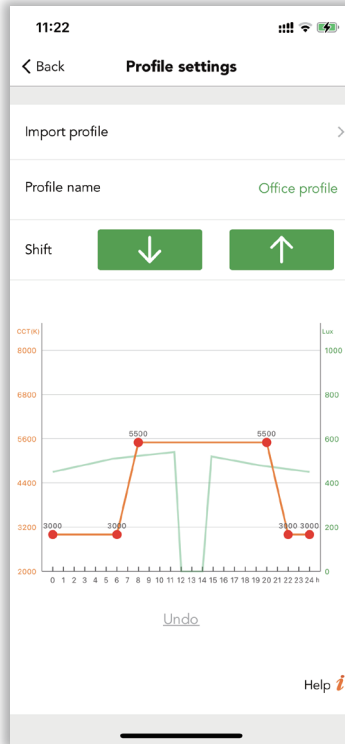 11:22
Back Profile settings
Import profile
Profile name Office profile
Shift
CCT(K) Lux
8000 1000
6800 800
5600 5500 5500 600
4400 400
3200 3000 3000 3000 3000 200
2000 0
0 1 2 3 4 5 6 7 8 9 10 11 12 13 14 15 16 17 18 19 20 21 22 23 24 h
Undo
Help i